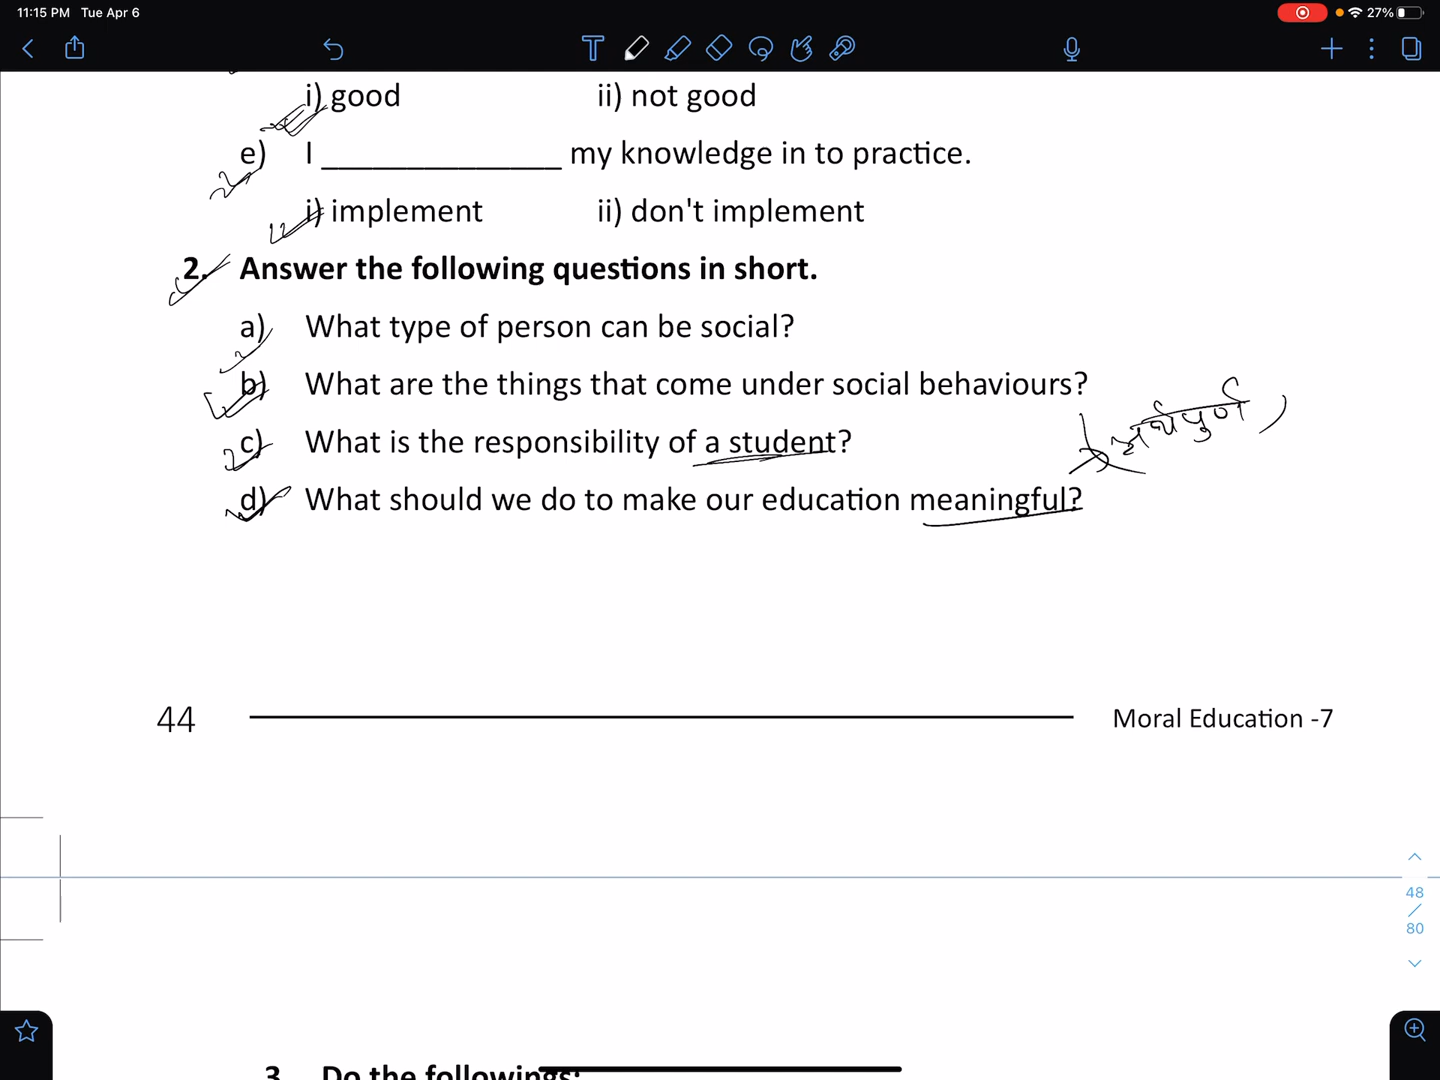 11:15 PM Tue Apr 6
27%
i) good ii) not good
e) I ______________ my knowledge in to practice.
i) implement ii) don't implement
2. Answer the following questions in short.
a) What type of person can be social?
b) What are the things that come under social behaviours?
अर्थपुर्ण
c) What is the responsibility of a student?
d) What should we do to make our education meaningful?
44 Moral Education -7
48
/
80
3. Do the followings: